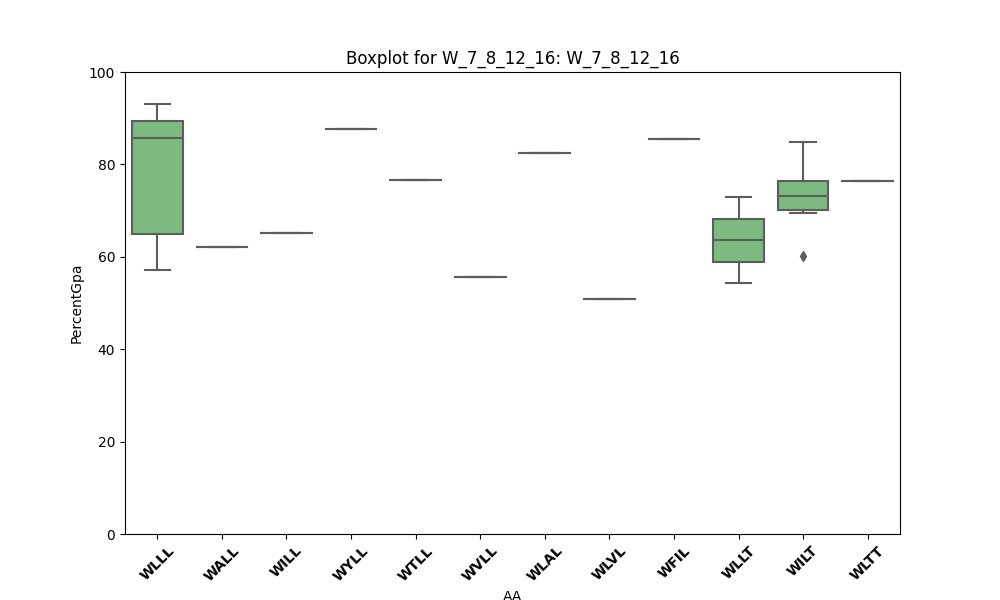 Boxplot for W_7_8_12_16: W_7_8_12_16
PercentGpa
100
80
60
40
20
0
WLLL WALL WILL WYLL WTLL WVLL WLAL WLVL WFIL WLLT WILT WLTT
AA